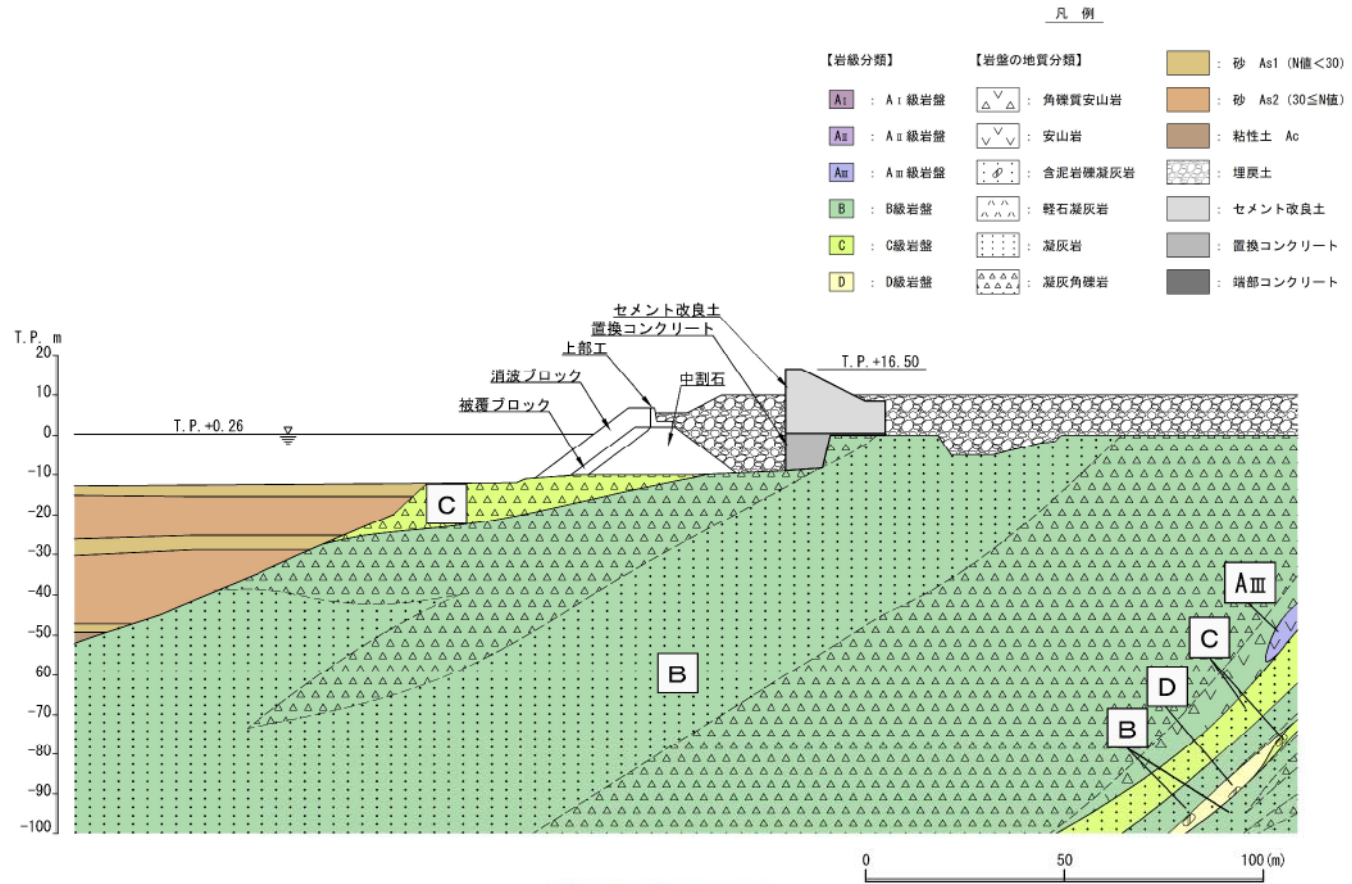 凡 例
【岩級分類】
AⅠ : AⅠ級岩盤
AⅡ : AⅡ級岩盤
AⅢ : AⅢ級岩盤
B : B級岩盤
C : C級岩盤
D : D級岩盤
【岩盤の地質分類】
: 角礫質安山岩
: 安山岩
: 含泥岩礫凝灰岩
: 軽石凝灰岩
: 凝灰岩
: 凝灰角礫岩
: 砂 As1 (N値<30)
: 砂 As2 (30≦N値)
: 粘性土 Ac
: 埋戻土
: セメント改良土
: 置換コンクリート
: 端部コンクリート
セメント改良土
置換コンクリート
上部工
消波ブロック
中割石
被覆ブロック
T.P.+16.50
T.P.+0.26
T.P. m
20
10
0
-10
-20
-30
-40
-50
60
-70
-80
-90
-100
C
B
AⅢ
C
D
B
0 50 100(m)